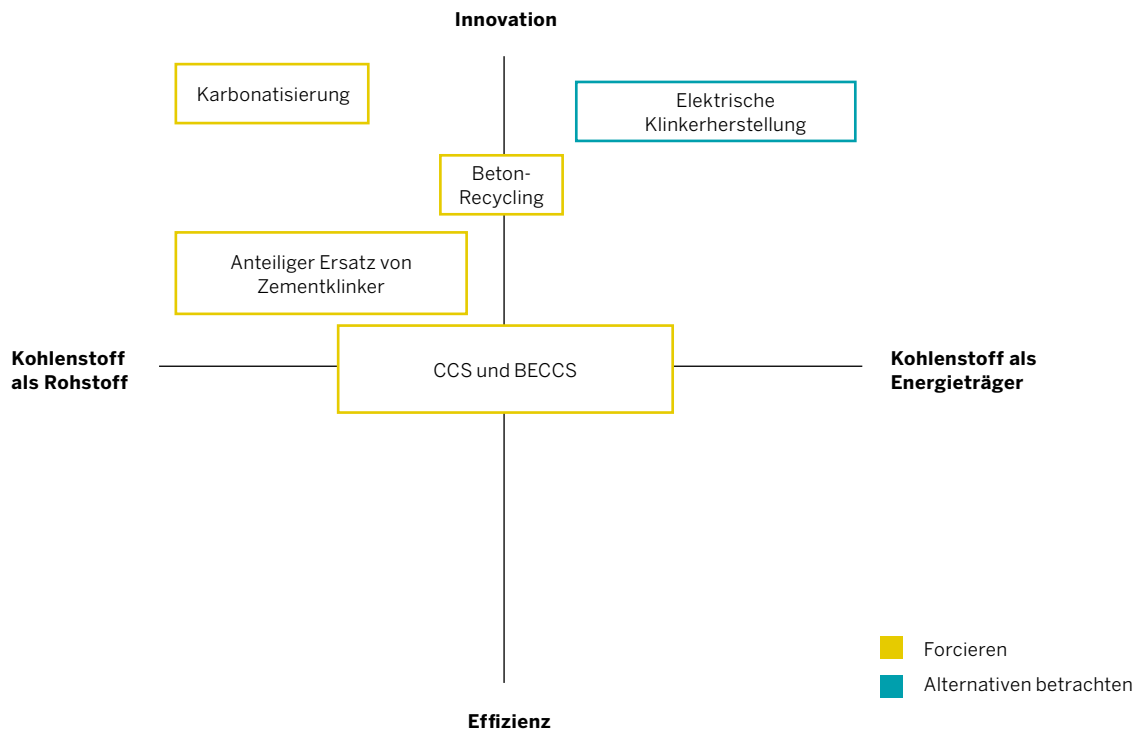 Innovation
Karbonatisierung
Elektrische
Klinkerherstellung
Beton-
Recycling
Anteiliger Ersatz von
Zementklinker
Kohlenstoff
als Rohstoff
CCS und BECCS
Kohlenstoff als
Energieträger
Forcieren
Alternativen betrachten
Effizienz